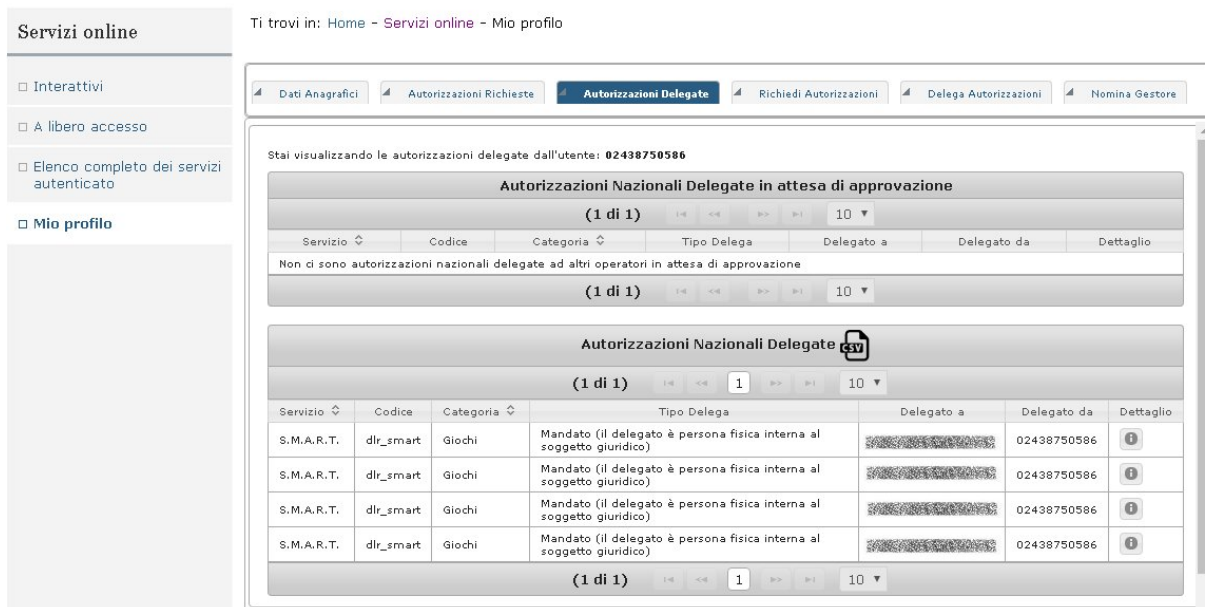 Servizi online
Interattivi
A libero accesso
Elenco completo dei servizi
autenticato
Mio profilo
Ti trovi in: Home - Servizi online - Mio profilo
Dati Anagrafici Autorizzazioni Richieste Autorizzazioni Delegate Richiedi Autorizzazioni Delega Autorizzazioni Nomina Gestore
Stai visualizzando le autorizzazioni delegate dall'utente: 02438750586
Autorizzazioni Nazionali Delegate in attesa di approvazione
(1 di 1) 10
Servizio Codice Categoria Tipo Delega Delegato a Delegato da Dettaglio
Non ci sono autorizzazioni nazionali delegate ad altri operatori in attesa di approvazione
(1 di 1) 10
Autorizzazioni Nazionali Delegate CSV
(1 di 1) 1 10
Servizio Codice Categoria Tipo Delega Delegato a Delegato da Dettaglio
S.M.A.R.T. dlr_smart Giochi Mandato (il delegato è persona fisica interna al
soggetto giuridico) 02438750586
S.M.A.R.T. dlr_smart Giochi Mandato (il delegato è persona fisica interna al
soggetto giuridico) 02438750586
S.M.A.R.T. dlr_smart Giochi Mandato (il delegato è persona fisica interna al
soggetto giuridico) 02438750586
S.M.A.R.T. dlr_smart Giochi Mandato (il delegato è persona fisica interna al
soggetto giuridico) 02438750586
(1 di 1) 1 10